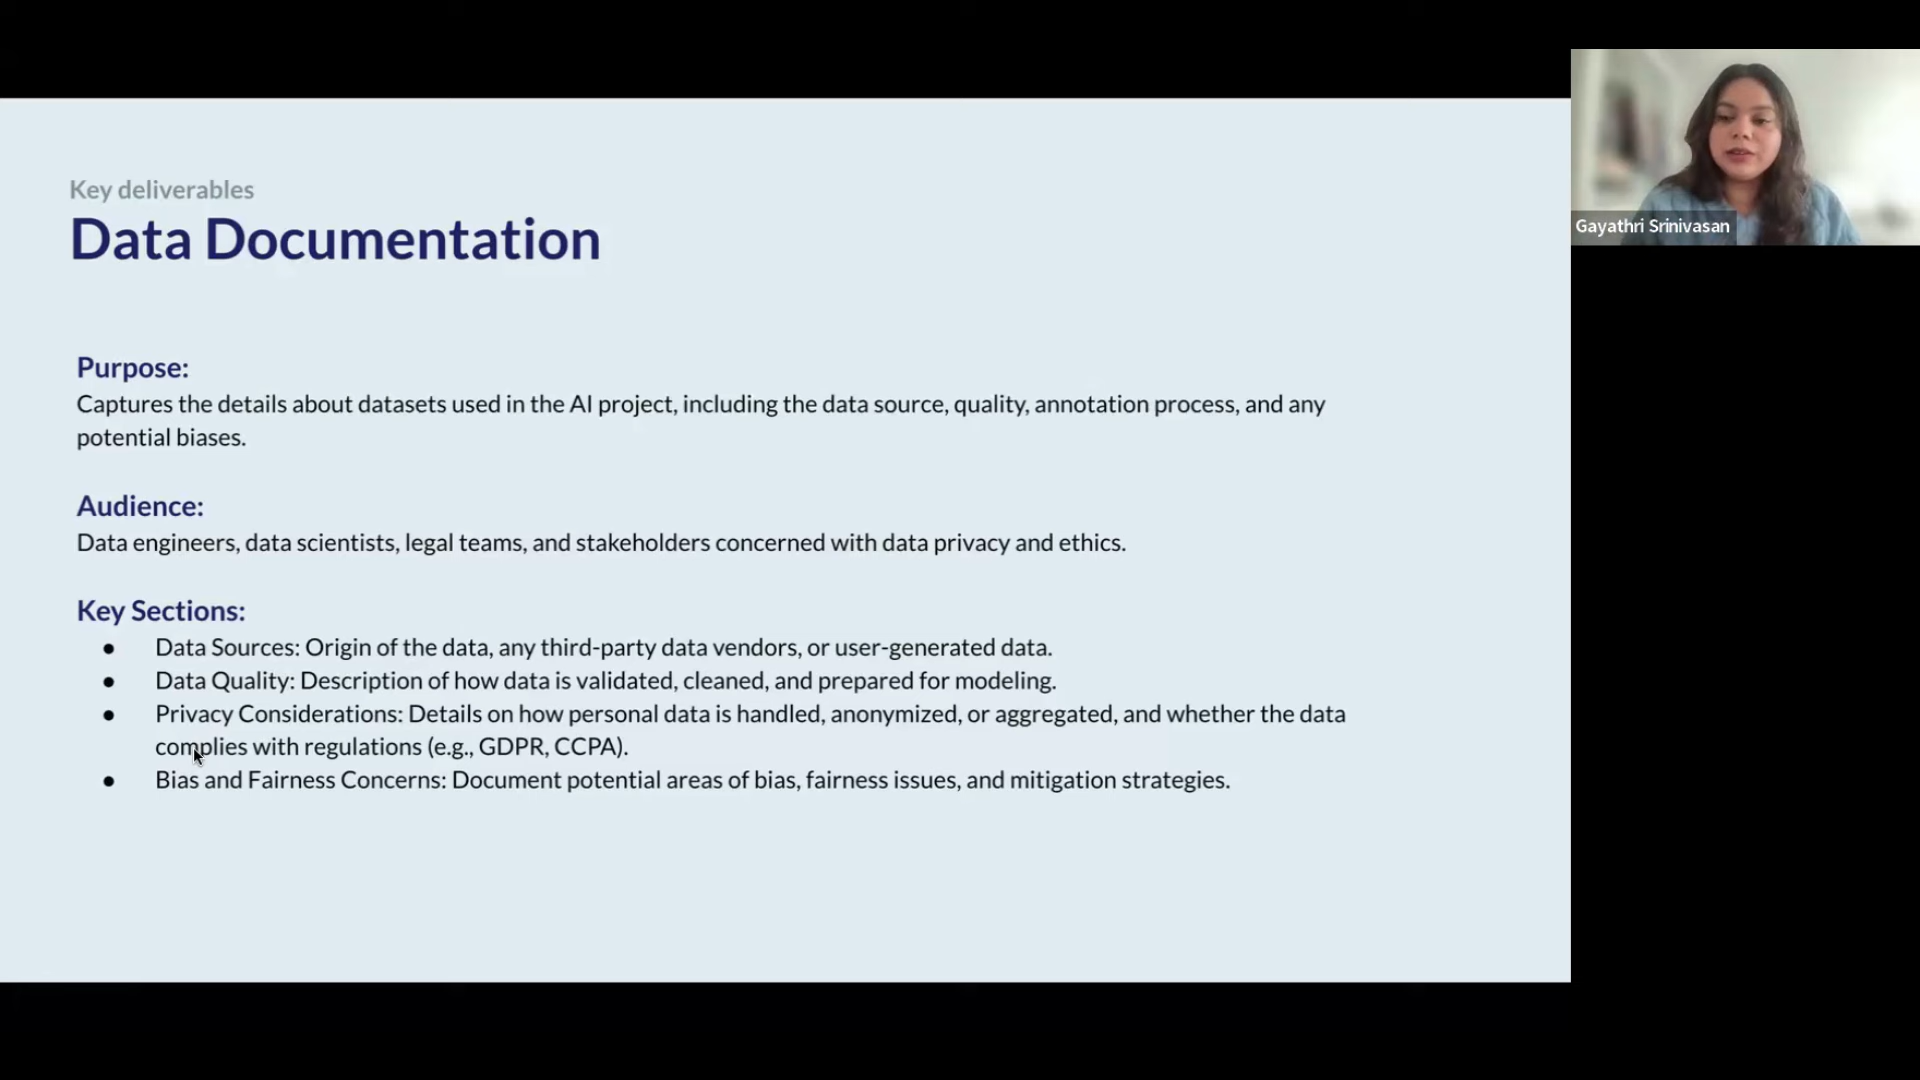 Key deliverables
Data Documentation
Purpose:
Captures the details about datasets used in the AI project, including the data source, quality, annotation process, and any
potential biases.
Audience:
Data engineers, data scientists, legal teams, and stakeholders concerned with data privacy and ethics.
Key Sections:
● Data Sources: Origin of the data, any third-party data vendors, or user-generated data.
● Data Quality: Description of how data is validated, cleaned, and prepared for modeling.
● Privacy Considerations: Details on how personal data is handled, anonymized, or aggregated, and whether the data
complies with regulations (e.g., GDPR, CCPA).
● Bias and Fairness Concerns: Document potential areas of bias, fairness issues, and mitigation strategies.
Gayathri Srinivasan